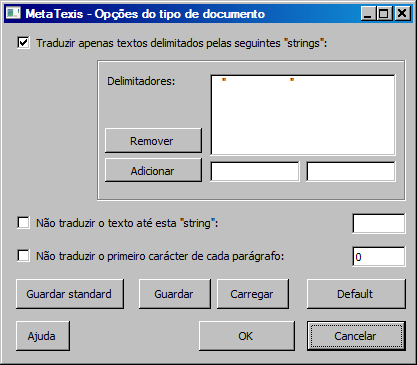 MetaTexis - Opções do tipo de documento
Traduzir apenas textos delimitados pelas seguintes "strings":
Delimitadores:
" "
Remover
Adicionar
Não traduzir o texto até esta "string":
Não traduzir o primeiro carácter de cada parágrafo:
0
Guardar standard
Guardar
Carregar
Default
Ajuda
OK
Cancelar